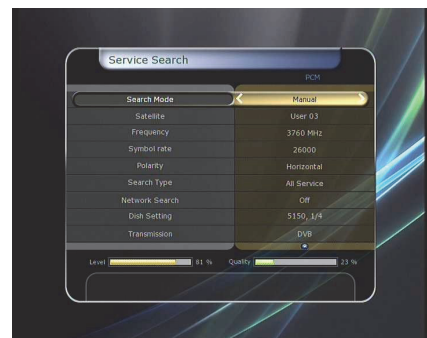 Service Search
PCM
Search Mode Manual
Satellite User 03
Frequency 3760 MHz
Symbol rate 26000
Polarity Horizontal
Search Type All Service
Network Search Off
Dish Setting 5150, 1/4
Transmission DVB
Level 81 % Quality 23 %